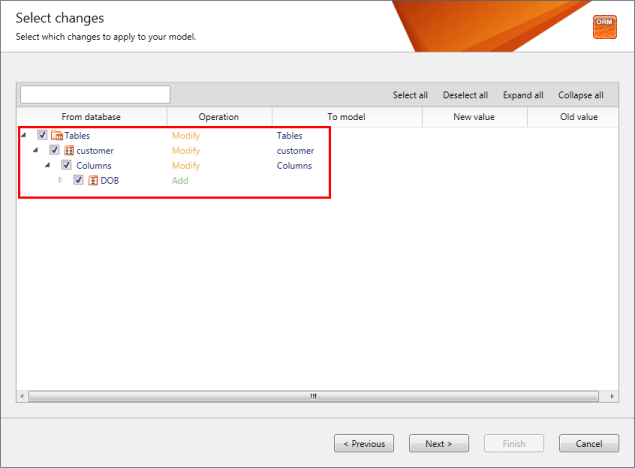 Select changes
Select which changes to apply to your model.
ORM
Select all Deselect all Expand all Collapse all
From database Operation To model New value Old value
Tables Modify Tables
customer Modify customer
Columns Modify Columns
DOB Add
< Previous Next > Finish Cancel